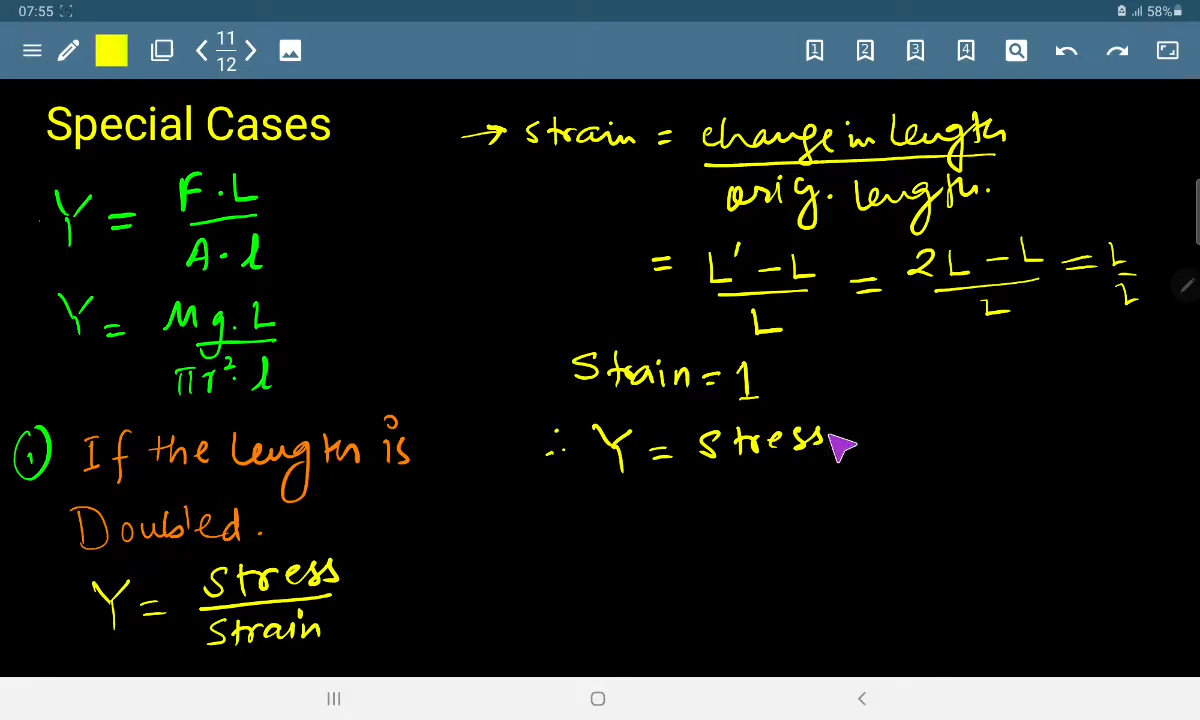 07:55
58%
11
12
1
2
3
4
Special Cases
Y = F . L / A . l
Y = Mg. L / πr². l
1 If the length is
Doubled.
Y = Stress / Strain
→ strain = change in length / orig. length.
= L' - L / L = 2L - L / L = L / L
Strain = 1
∴ Y = stress